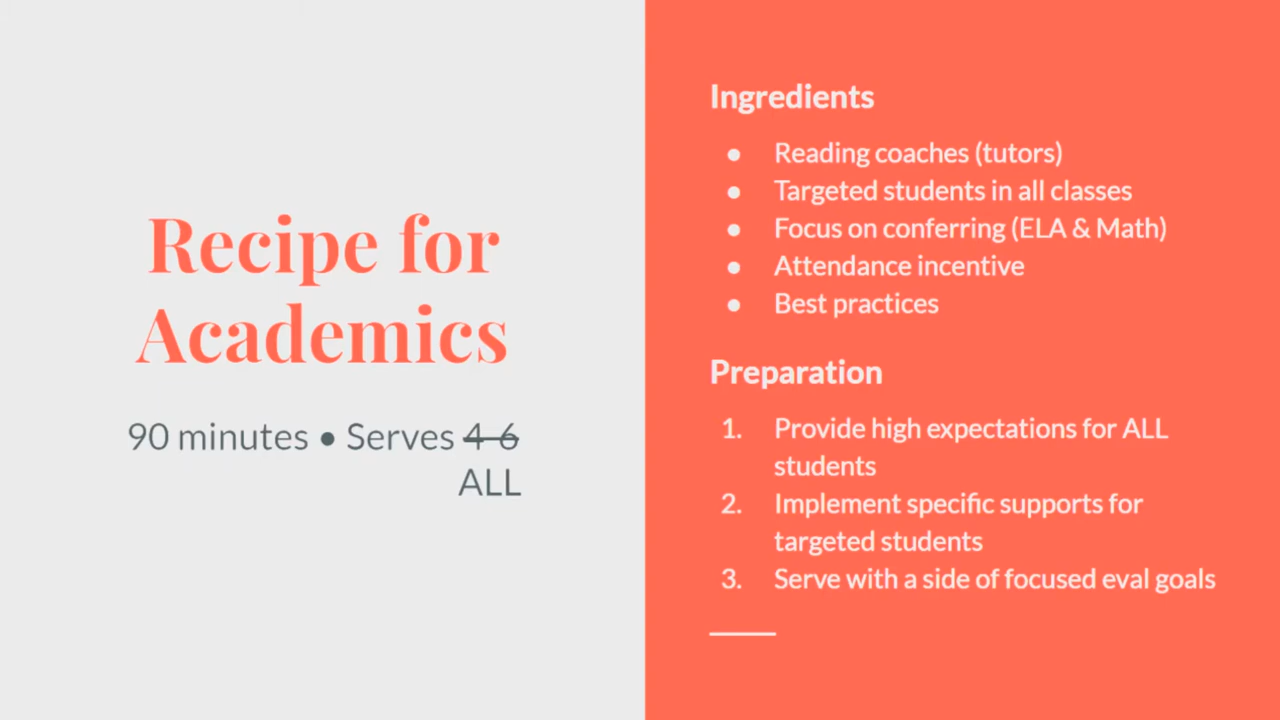 Recipe for
Academics
90 minutes • Serves 4-6
ALL
Ingredients
● Reading coaches (tutors)
● Targeted students in all classes
● Focus on conferring (ELA & Math)
● Attendance incentive
● Best practices
Preparation
1. Provide high expectations for ALL
students
2. Implement specific supports for
targeted students
3. Serve with a side of focused eval goals